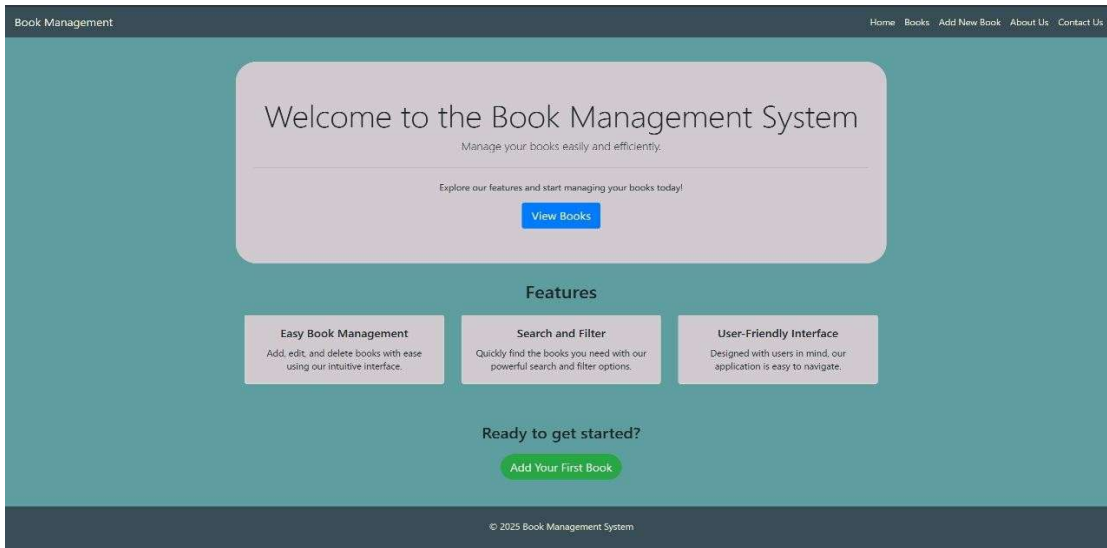 Book Management
Home Books Add New Book About Us Contact Us
Welcome to the Book Management System
Manage your books easily and efficiently.
Explore our features and start managing your books today!
View Books
Features
Easy Book Management
Add, edit, and delete books with ease
using our intuitive interface.
Search and Filter
Quickly find the books you need with our
powerful search and filter options.
User-Friendly Interface
Designed with users in mind, our
application is easy to navigate.
Ready to get started?
Add Your First Book
© 2025 Book Management System